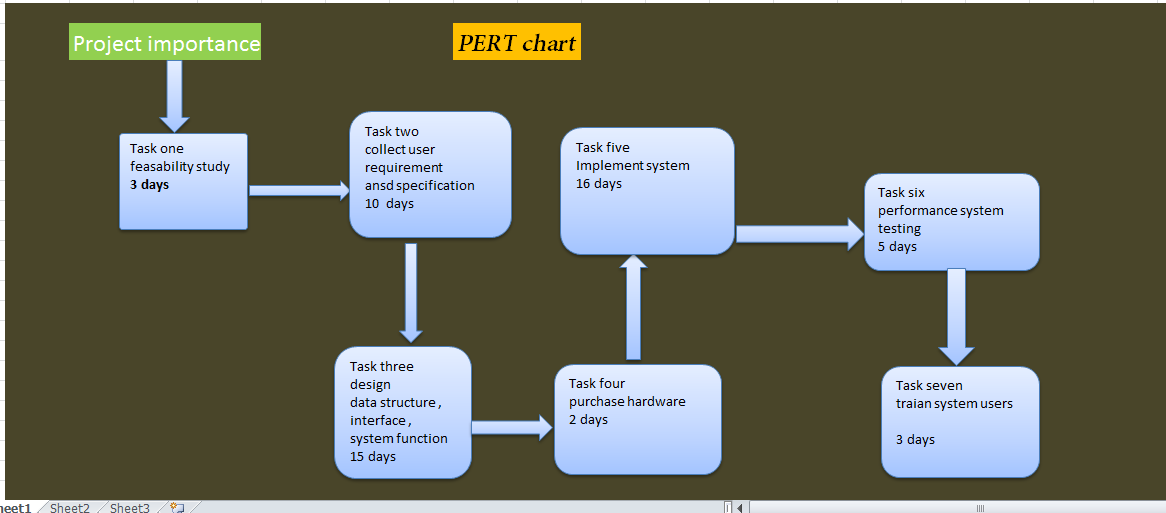 Project importance
PERT chart
Task one
feasability study
3 days
Task two
collect user
requirement
ansd specification
10 days
Task three
design
data structure ,
interface ,
system function
15 days
Task four
purchase hardware
2 days
Task five
Implement system
16 days
Task six
performance system
testing
5 days
Task seven
traian system users
3 days
heet1
Sheet2
Sheet3